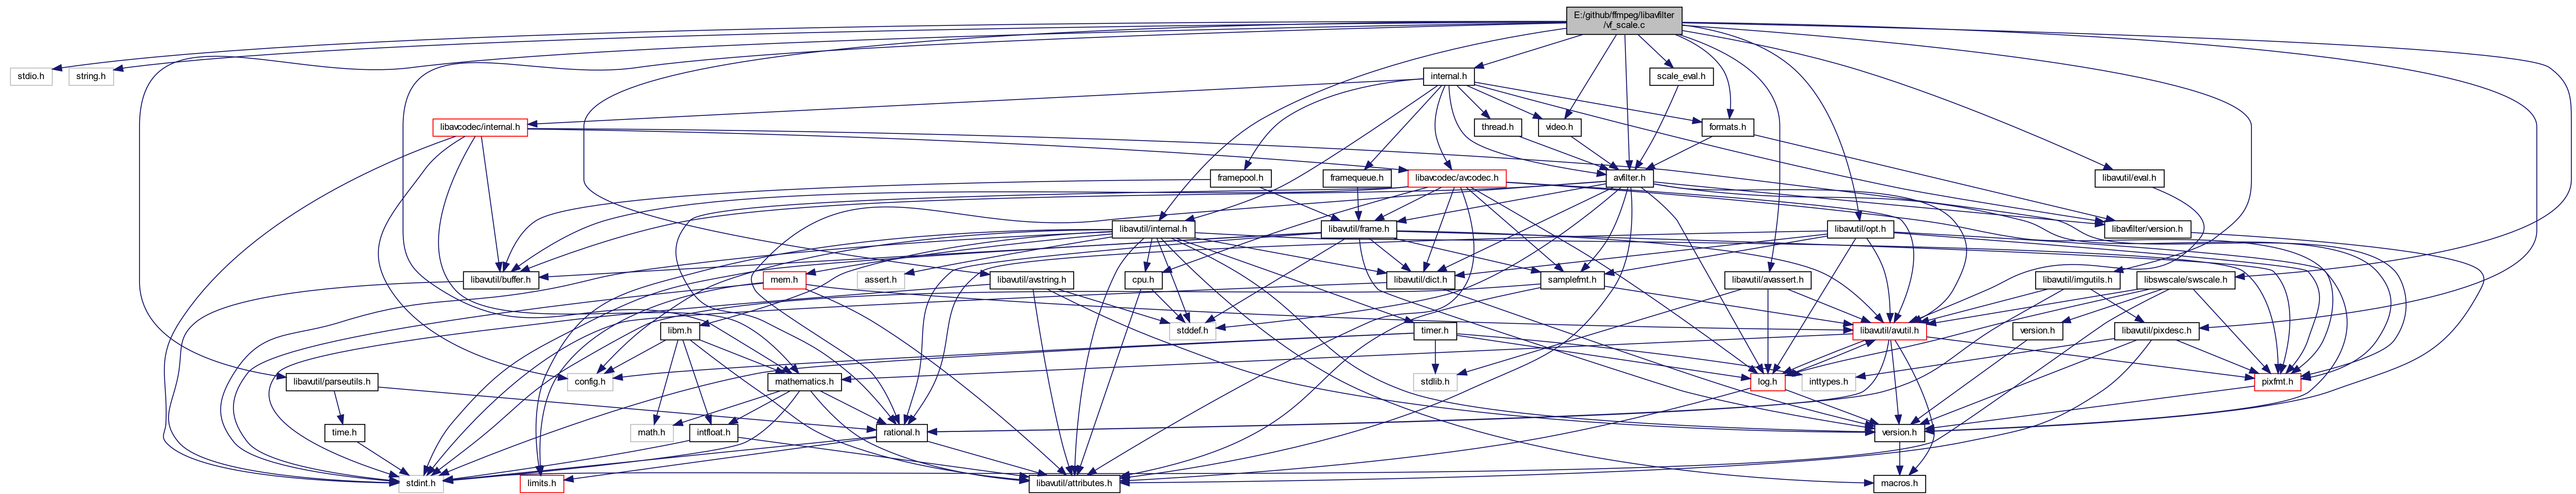 E:/github/ffmpeg/libavfilter
/vf_scale.c
stdio.h
string.h
internal.h
scale_eval.h
libavcodec/internal.h
thread.h
video.h
formats.h
framepool.h
framequeue.h
libavcodec/avcodec.h
avfilter.h
libavutil/eval.h
libavutil/internal.h
libavutil/frame.h
libavutil/opt.h
libavfilter/version.h
libavutil/buffer.h
mem.h
assert.h
libavutil/avstring.h
cpu.h
libavutil/dict.h
samplefmt.h
libavutil/avassert.h
libavutil/imgutils.h
libswscale/swscale.h
libm.h
stddef.h
timer.h
libavutil/avutil.h
version.h
libavutil/pixdesc.h
libavutil/parseutils.h
config.h
mathematics.h
stdlib.h
log.h
inttypes.h
pixfmt.h
time.h
math.h
intfloat.h
rational.h
version.h
stdint.h
limits.h
libavutil/attributes.h
macros.h